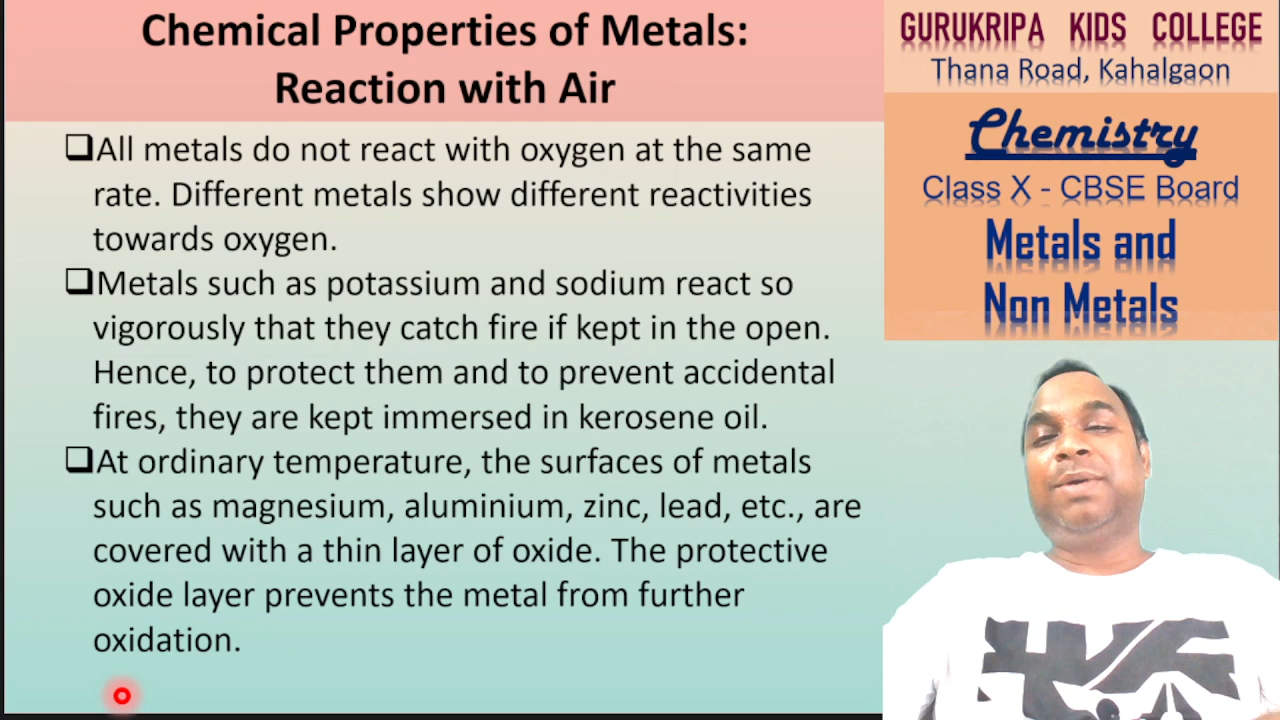 Chemical Properties of Metals:
Reaction with Air
❑All metals do not react with oxygen at the same
rate. Different metals show different reactivities
towards oxygen.
❑Metals such as potassium and sodium react so
vigorously that they catch fire if kept in the open.
Hence, to protect them and to prevent accidental
fires, they are kept immersed in kerosene oil.
❑At ordinary temperature, the surfaces of metals
such as magnesium, aluminium, zinc, lead, etc., are
covered with a thin layer of oxide. The protective
oxide layer prevents the metal from further
oxidation.
GURUKRIPA KIDS COLLEGE
Thana Road, Kahalgaon
Chemistry
Class X - CBSE Board
Metals and
Non Metals